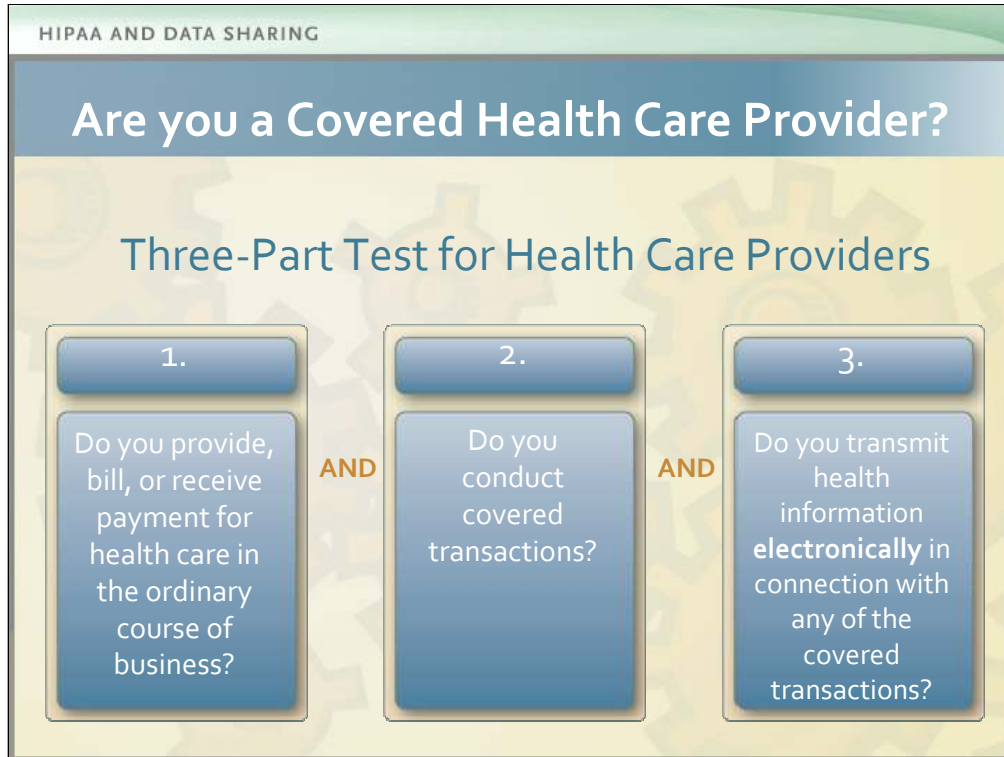 HIPAA AND DATA SHARING
Are you a Covered Health Care Provider?
Three-Part Test for Health Care Providers
1.
Do you provide,
bill, or receive
payment for
health care in
the ordinary
course of
business?
AND
2.
Do you
conduct
covered
transactions?
AND
3.
Do you transmit
health
information
electronically in
connection with
any of the
covered
transactions?